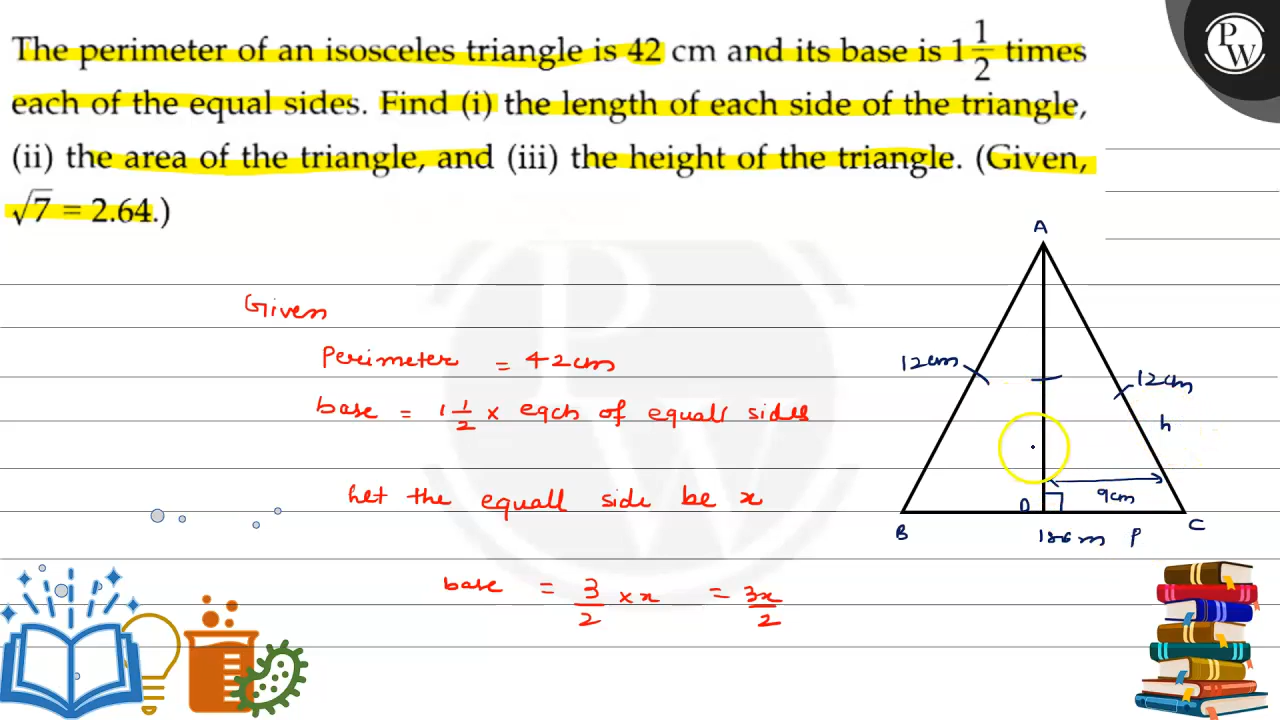 The perimeter of an isosceles triangle is 42 cm and its base is 1 1/2 times
each of the equal sides. Find (i) the length of each side of the triangle,
(ii) the area of the triangle, and (iii) the height of the triangle. (Given,
√7 = 2.64.)
P
W
Given
Perimeter = 42cm
base = 1 1/2 × each of equall sides
Let the equall side be x
base = 3/2 × x = 3x/2
A
12cm
12cm
h
9cm
D
B
C
18cm P